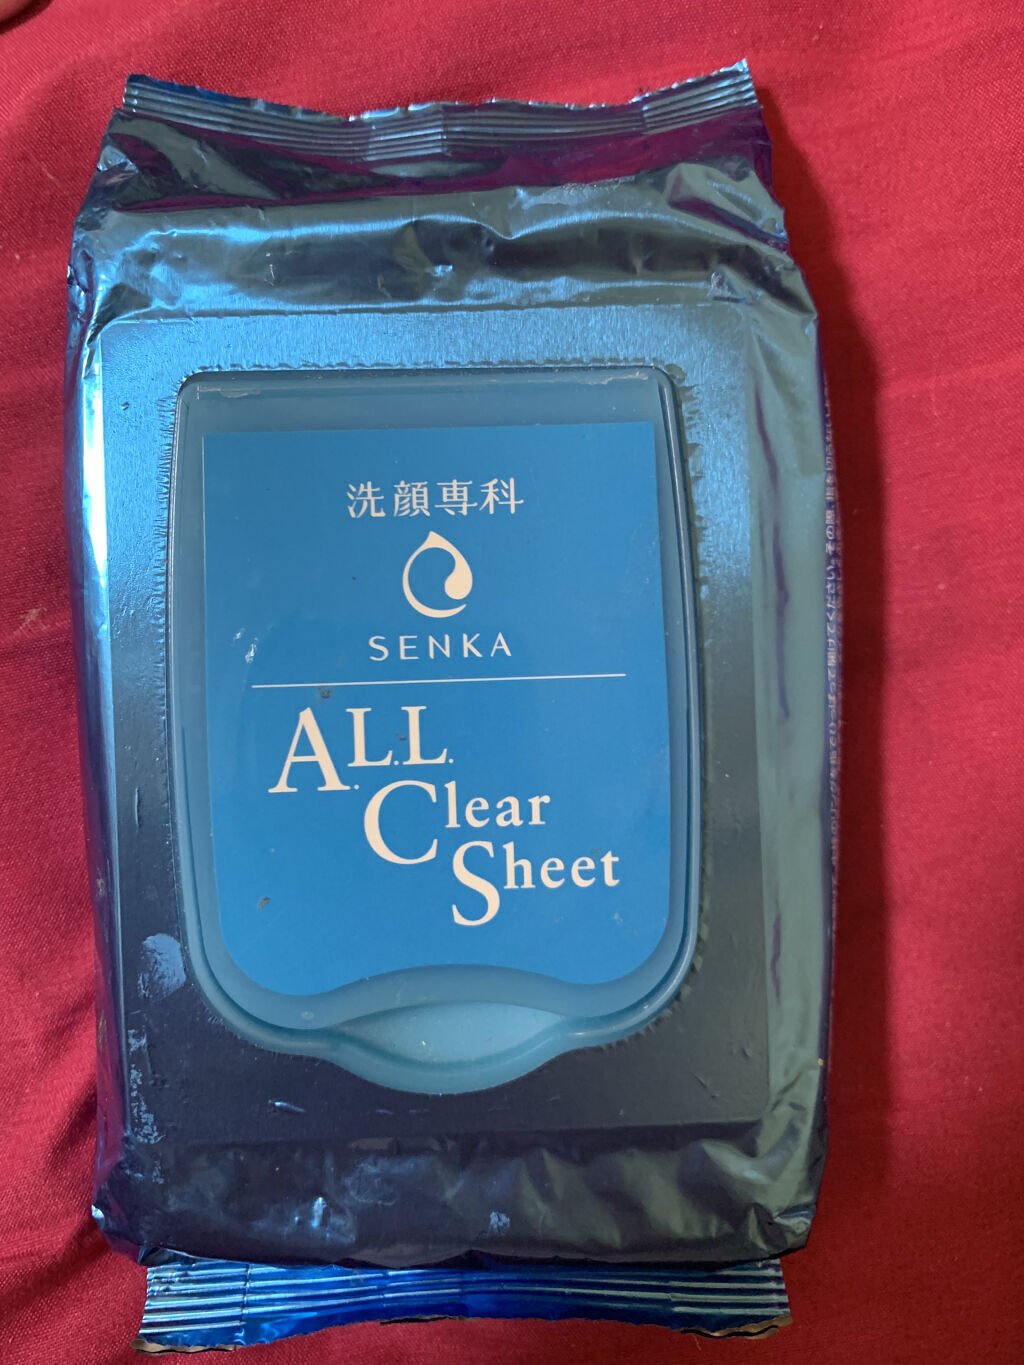 洗顔専科
SENKA
A.L.L.
Clear
Sheet